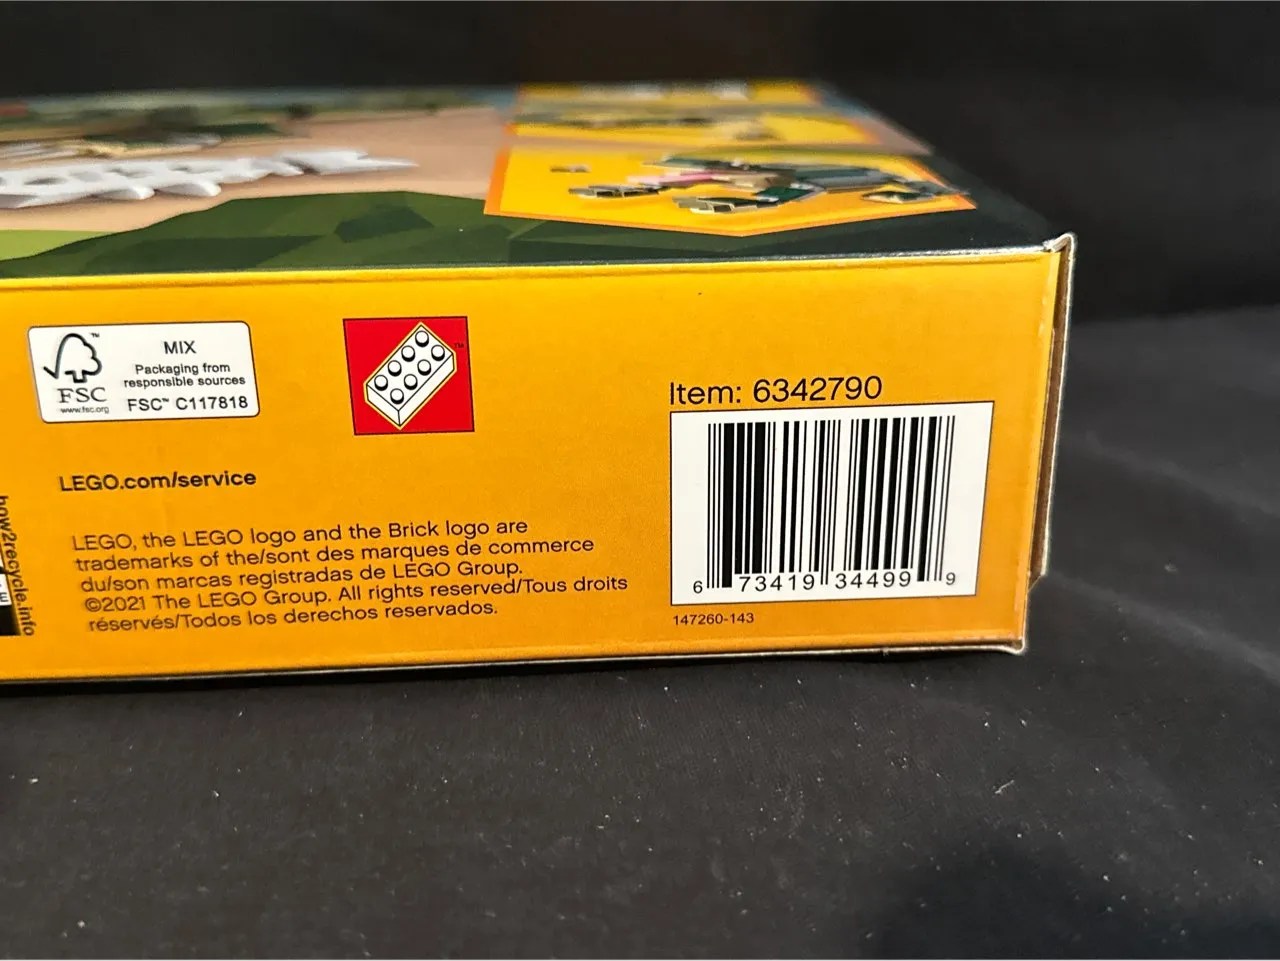 MIX
Packaging from
responsible sources
FSC™ C117818
FSC
www.fsc.org
™
LEGO.com/service
LEGO, the LEGO logo and the Brick logo are
trademarks of the/sont des marques de commerce
du/son marcas registradas de LEGO Group.
©2021 The LEGO Group. All rights reserved/Tous droits
réservés/Todos los derechos reservados.
how2recycle.info
Item: 6342790
6 73419 34499 9
147260-143